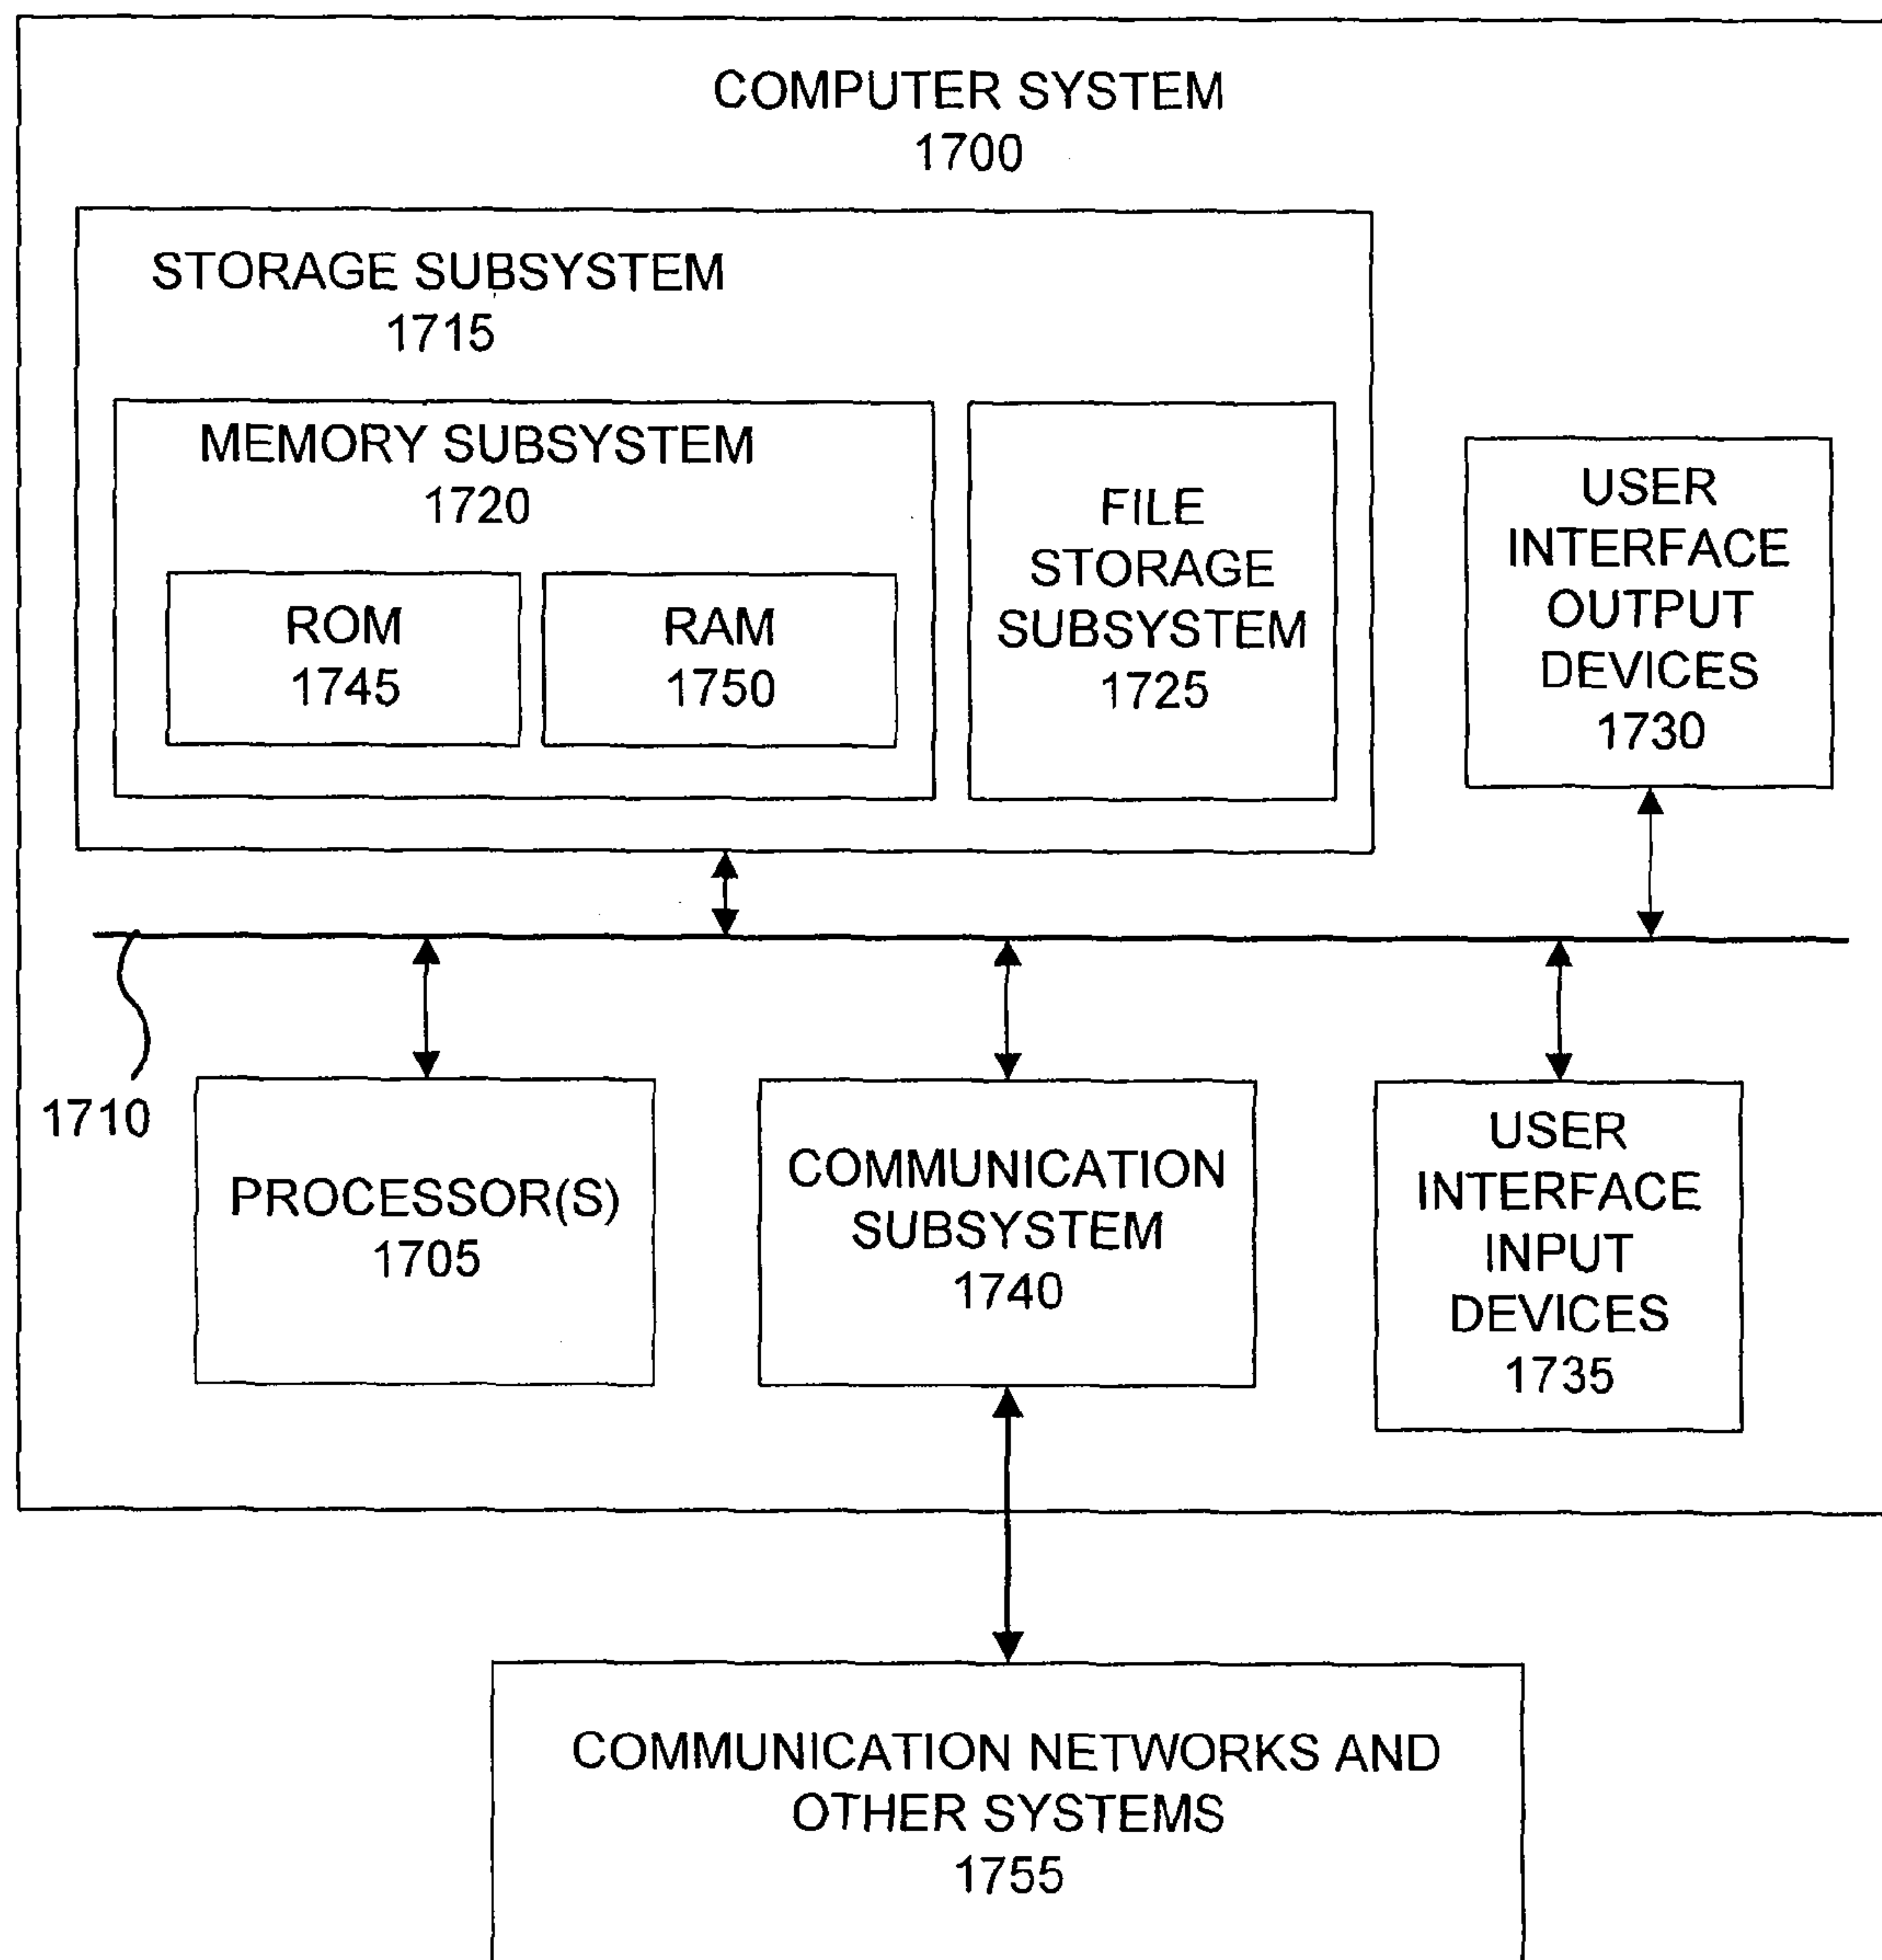 COMPUTER SYSTEM
1700
STORAGE SUBSYSTEM
1715
MEMORY SUBSYSTEM
1720
ROM
1745
RAM
1750
FILE
STORAGE
SUBSYSTEM
1725
USER
INTERFACE
OUTPUT
DEVICES
1730
1710
PROCESSOR(S)
1705
COMMUNICATION
SUBSYSTEM
1740
USER
INTERFACE
INPUT
DEVICES
1735
COMMUNICATION NETWORKS AND
OTHER SYSTEMS
1755